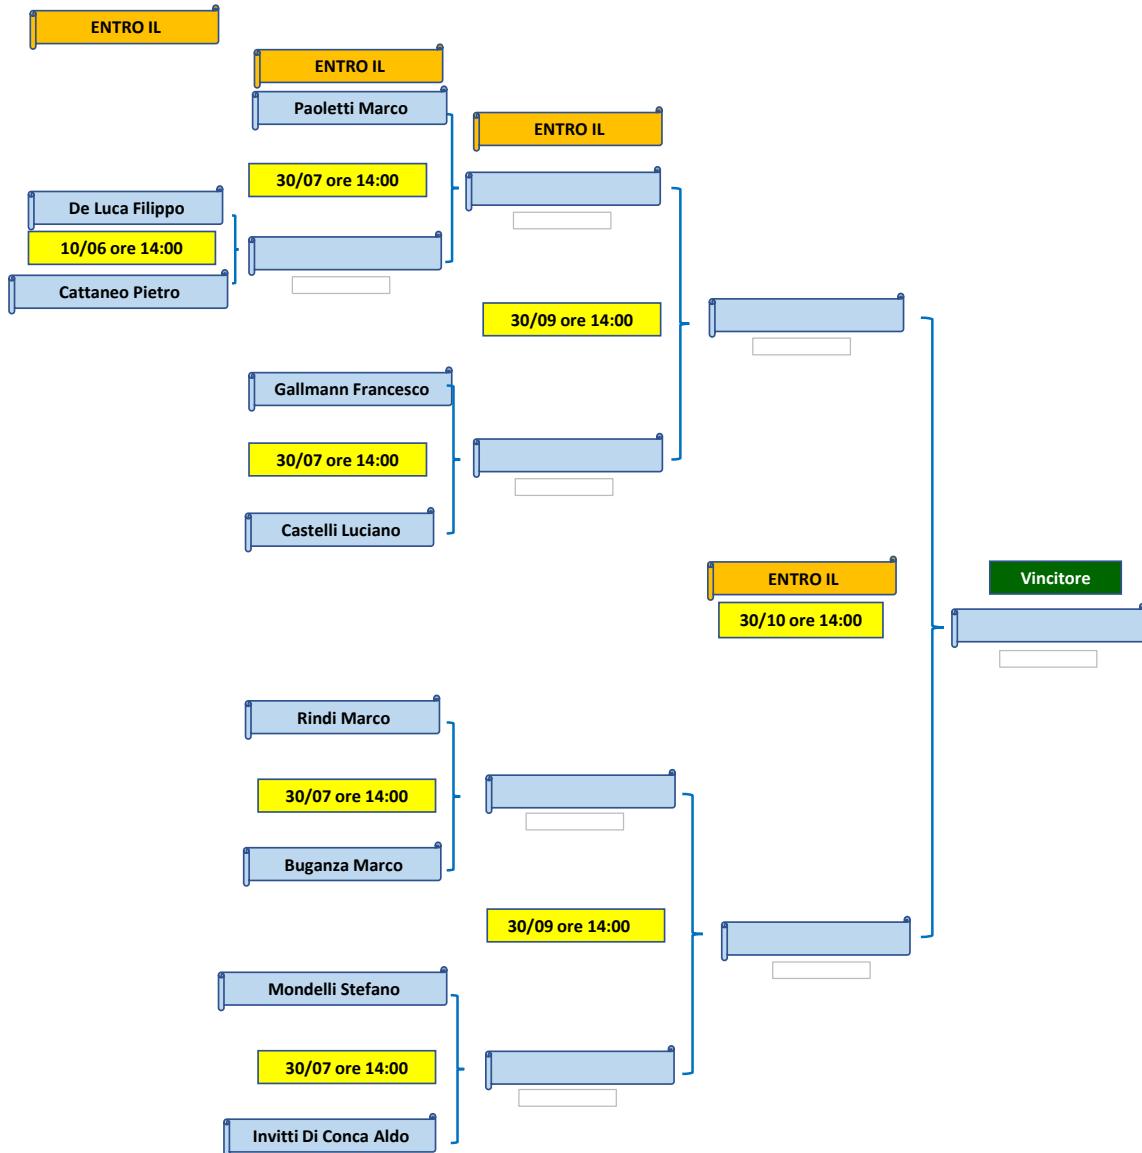 ENTRO IL
ENTRO IL
Paoletti Marco
ENTRO IL
30/07 ore 14:00
De Luca Filippo
10/06 ore 14:00
Cattaneo Pietro
30/09 ore 14:00
Gallmann Francesco
30/07 ore 14:00
Castelli Luciano
ENTRO IL
Vincitore
30/10 ore 14:00
Rindi Marco
30/07 ore 14:00
Buganza Marco
30/09 ore 14:00
Mondelli Stefano
30/07 ore 14:00
Invitti Di Conca Aldo